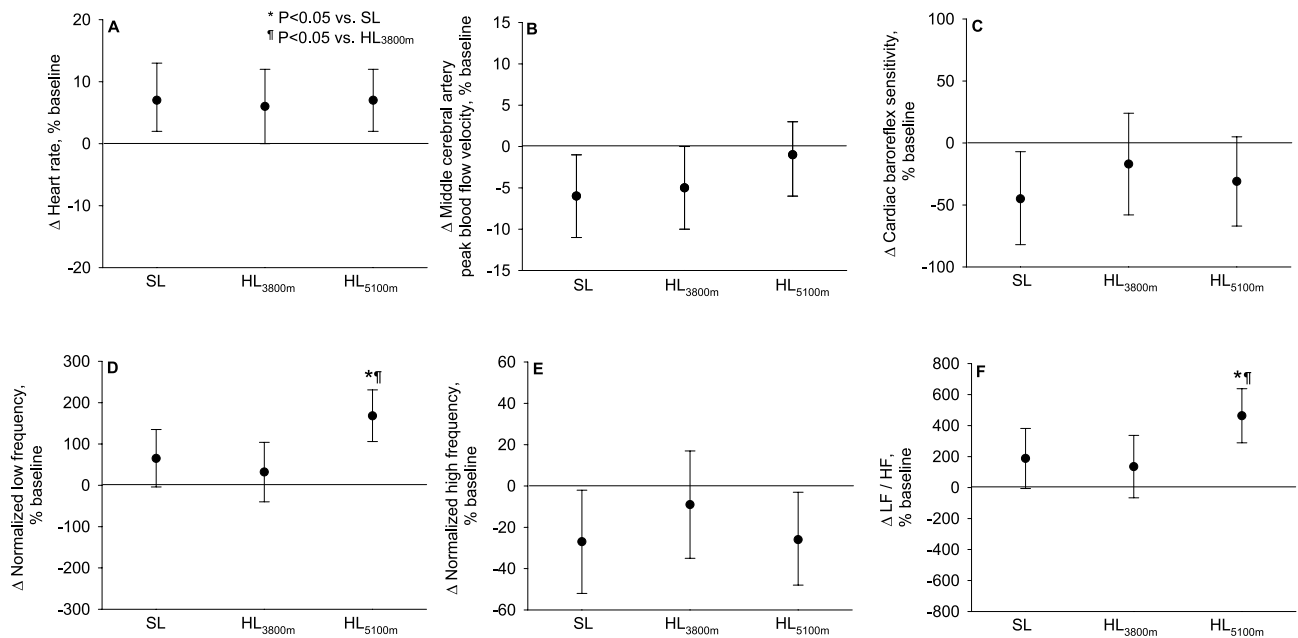 A
* P<0.05 vs. SL
¶ P<0.05 vs. HL3800m
Δ Heart rate, % baseline
20
10
0
-10
-20
SL
HL3800m
HL5100m
B
Δ Middle cerebral artery
peak blood flow velocity, % baseline
15
10
5
0
-5
-10
-15
SL
HL3800m
HL5100m
C
Δ Cardiac baroreflex sensitivity,
% baseline
100
50
0
-50
-100
SL
HL3800m
HL5100m
D
*¶
Δ Normalized low frequency,
% baseline
300
200
100
0
-100
-200
-300
SL
HL3800m
HL5100m
E
Δ Normalized high frequency,
% baseline
60
40
20
0
-20
-40
-60
SL
HL3800m
HL5100m
F
*¶
Δ LF / HF,
% baseline
800
600
400
200
0
-200
-400
-600
-800
SL
HL3800m
HL5100m